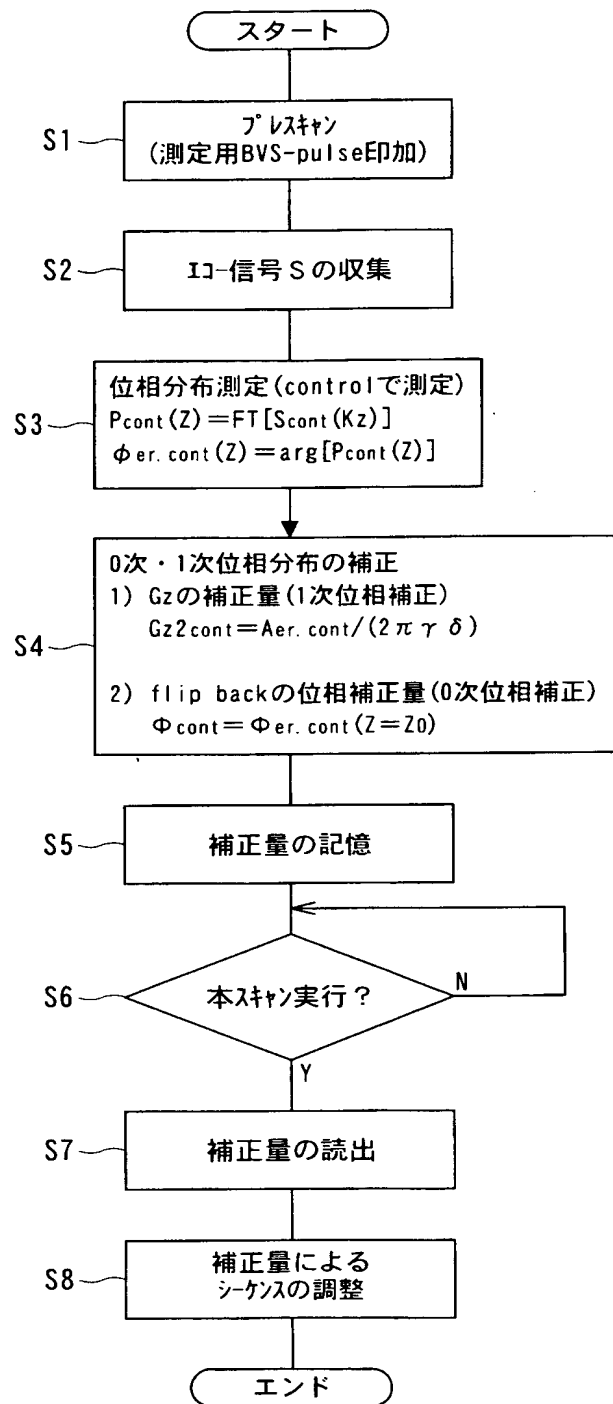 スタート
S1
プレスキャン
(測定用BVS-pulse印加)
S2
エコー信号Sの収集
S3
位相分布測定(controlで測定)
Pcont(Z)=FT[Scont(Kz)]
φer.cont(Z)=arg[Pcont(Z)]
S4
0次・1次位相分布の補正
1) Gzの補正量(1次位相補正)
Gz2cont=Aer.cont/(2πγδ)
2) flip backの位相補正量(0次位相補正)
Φcont=Φer.cont(Z=Z0)
S5
補正量の記憶
S6
本スキャン実行?
N
Y
S7
補正量の読出
S8
補正量による
シーケンスの調整
エンド